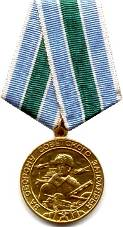 ЗА ОБОРОНУ СОВЕТСКОГО ЗАПОЛЯРЬЯ